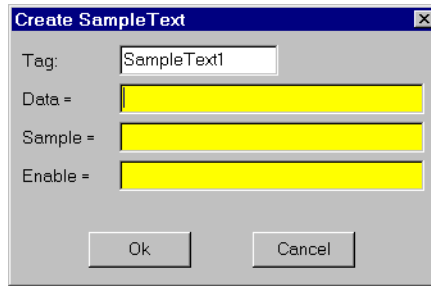 Create SampleText
Tag: SampleText1
Data =
Sample =
Enable =
Ok Cancel